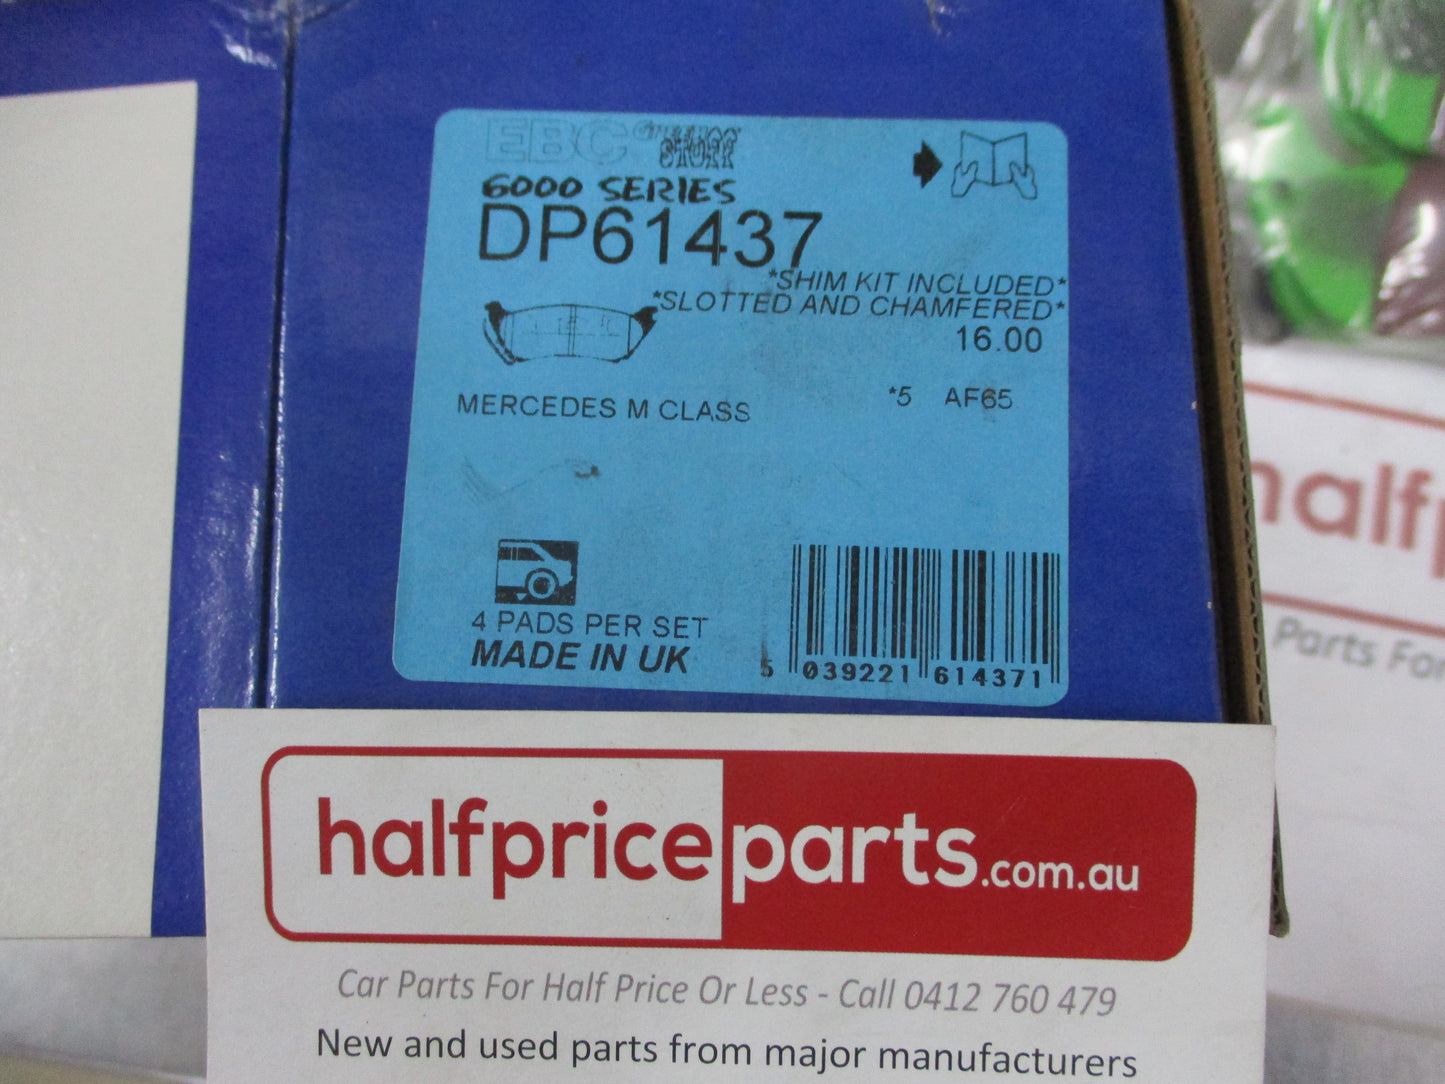 EBC Greenstuff
6000 SERIES
DP61437
*SHIM KIT INCLUDED*
*SLOTTED AND CHAMFERED*
16.00
*5 AF65
MERCEDES M CLASS
4 PADS PER SET
MADE IN UK
5 039221 614371
halfpriceparts.com.au
Car Parts For Half Price Or Less - Call 0412 760 479
New and used parts from major manufacturers
halfp
Parts For